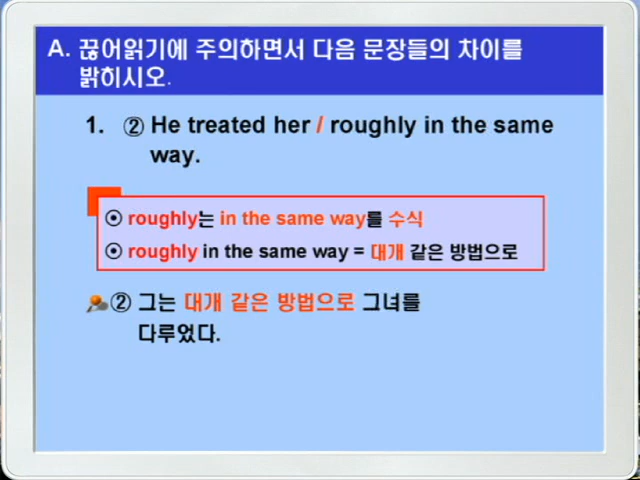 A. 끊어읽기에 주의하면서 다음 문장들의 차이를
밝히시오.
1. ② He treated her / roughly in the same
way.
⊙ roughly는 in the same way를 수식
⊙ roughly in the same way = 대개 같은 방법으로
② 그는 대개 같은 방법으로 그녀를
다루었다.